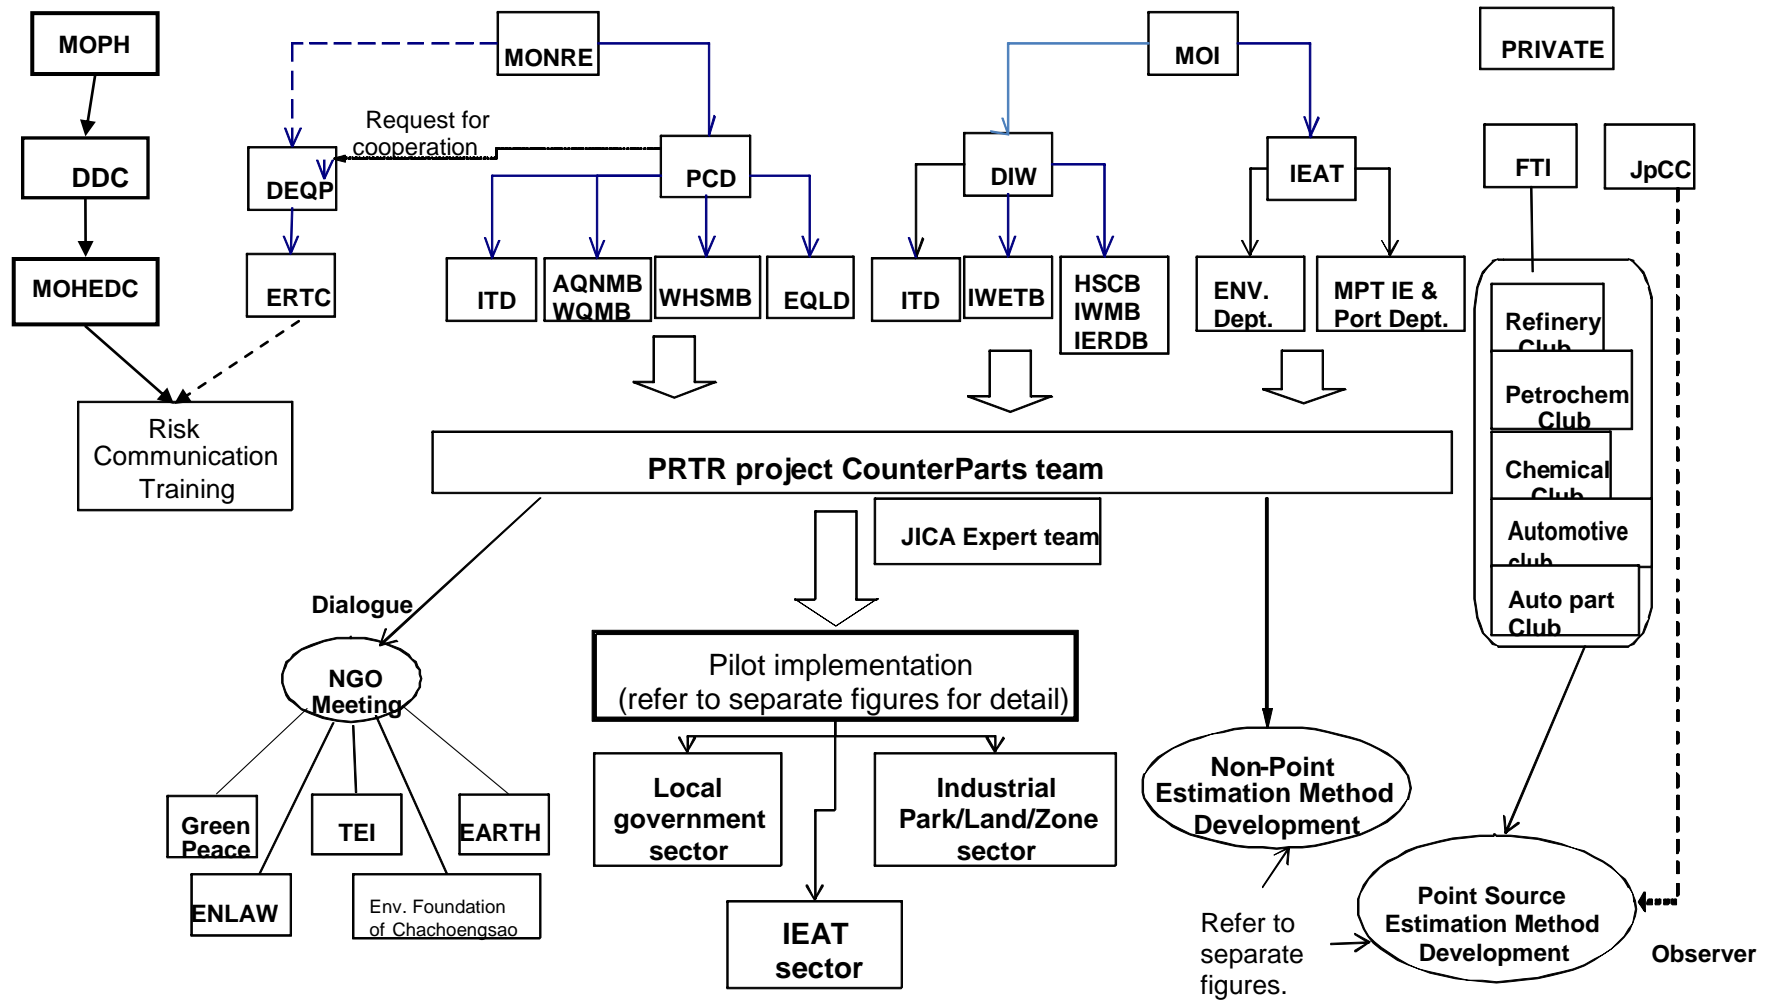 MOPH
MONRE
MOI
PRIVATE
Request for
cooperation
DDC
DEQP
PCD
DIW
IEAT
FTI
JpCC
MOHEDC
ERTC
ITD
AQNMB
WQMB
WHSMB
EQLD
ITD
IWETB
HSCB
IWMB
IERDB
ENV.
Dept.
MPT IE &
Port Dept.
Refinery
Club
Petrochem
Club
Chemical
Club
Automotive
club
Auto part
Club
Risk
Communication
Training
PRTR project CounterParts team
JICA Expert team
Dialogue
NGO
Meeting
Pilot implementation
(refer to separate figures for detail)
Green
Peace
TEI
EARTH
ENLAW
Env. Foundation
of Chachoengsao
Local
government
sector
Industrial
Park/Land/Zone
sector
IEAT
sector
Non-Point
Estimation Method
Development
Refer to
separate
figures.
Point Source
Estimation Method
Development
Observer